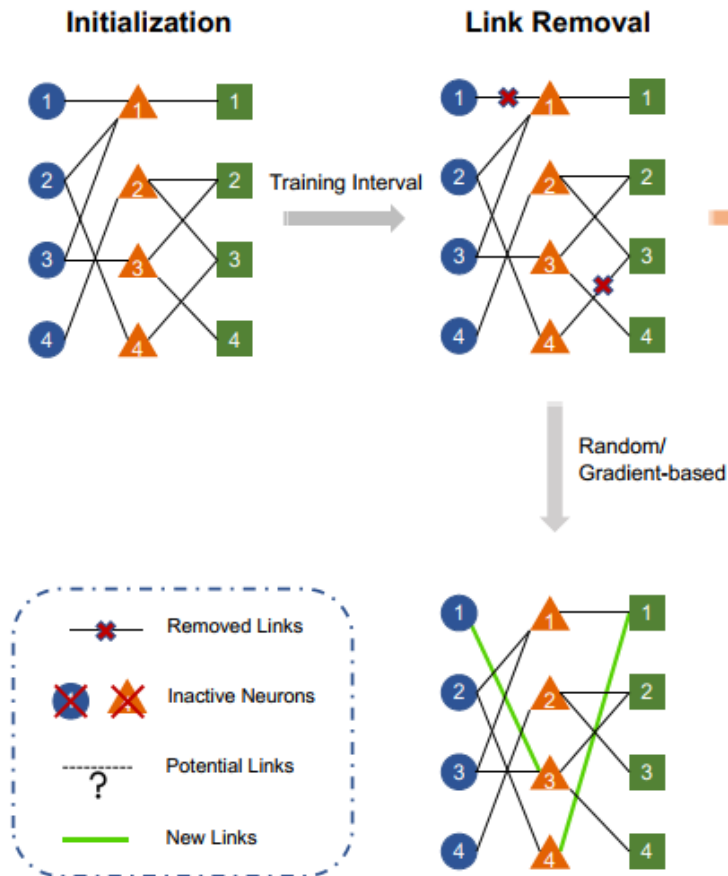 Initialization
Link Removal
1 1 1
2 2 2
3 3 3
4 4 4
Training Interval
1 1 1
2 2 2
3 3 3
4 4 4
Random/
Gradient-based
Removed Links
Inactive Neurons
?
Potential Links
New Links
1 1 1
2 2 2
3 3 3
4 4 4